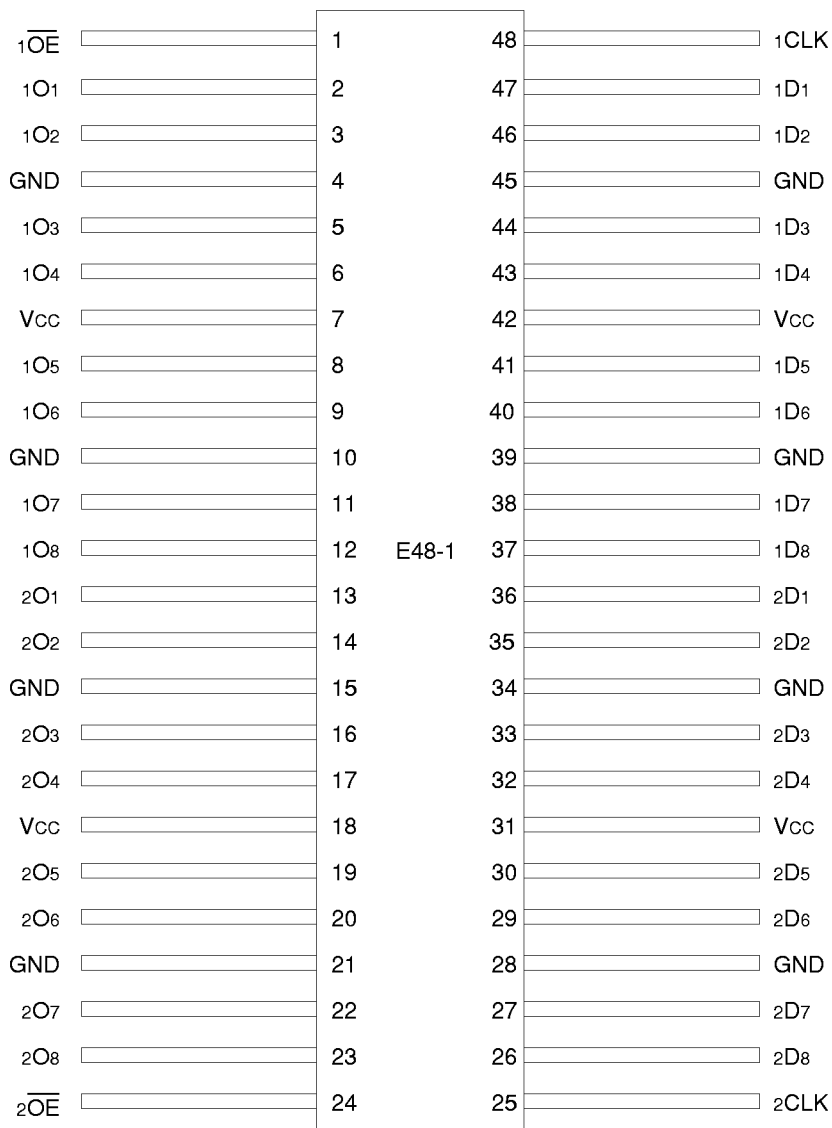 1OE 1 48 1CLK
1O1 2 47 1D1
1O2 3 46 1D2
GND 4 45 GND
1O3 5 44 1D3
1O4 6 43 1D4
VCC 7 42 VCC
1O5 8 41 1D5
1O6 9 40 1D6
GND 10 39 GND
1O7 11 38 1D7
1O8 12 E48-1 37 1D8
2O1 13 36 2D1
2O2 14 35 2D2
GND 15 34 GND
2O3 16 33 2D3
2O4 17 32 2D4
VCC 18 31 VCC
2O5 19 30 2D5
2O6 20 29 2D6
GND 21 28 GND
2O7 22 27 2D7
2O8 23 26 2D8
2OE 24 25 2CLK